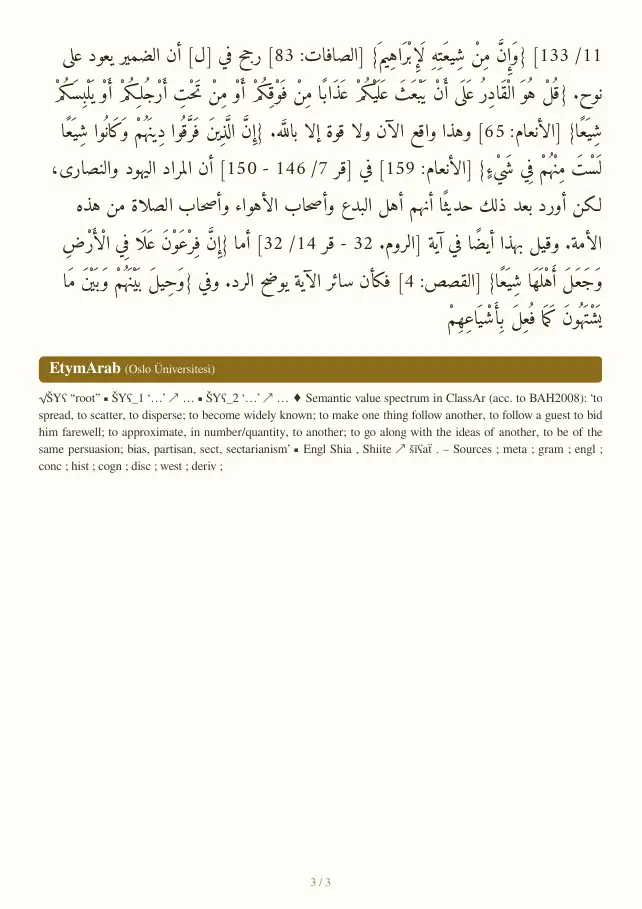 11/ 133] {وَإِنَّ مِنْ شِيعَتِهِ لَإِبْرَاهِيمَ} [الصافات: 83] رجح في [ل] أن الضمير يعود على
نوح. {قُلْ هُوَ الْقَادِرُ عَلَى أَنْ يَبْعَثَ عَلَيْكُمْ عَذَابًا مِنْ فَوْقِكُمْ أَوْ مِنْ تَحْتِ أَرْجُلِكُمْ أَوْ يَلْبِسَكُمْ
شِيَعًا} [الأنعام: 65] وهذا واقع الآن ولا قوة إلا بالله. {إِنَّ الَّذِينَ فَرَّقُوا دِينَهُمْ وَكَانُوا شِيَعًا
لَسْتَ مِنْهُمْ فِي شَيْءٍ} [الأنعام: 159] في [قر 7/ 146 - 150] أن المراد اليهود والنصارى،
لكن أورد بعد ذلك حديثًا أنهم أهل البدع وأصحاب الأهواء وأصحاب الصلاة من هذه
الأمة. وقيل بهذا أيضًا في آية [الروم. 32 - قر 14/ 32] أما {إِنَّ فِرْعَوْنَ عَلَا فِي الْأَرْضِ
وَجَعَلَ أَهْلَهَا شِيَعًا} [القصص: 4] فكأن سائر الآية يوضح الرد. وفي {وَحِيلَ بَيْنَهُمْ وَبَيْنَ مَا
يَشْتَهُونَ كَمَا فُعِلَ بِأَشْيَاعِهِمْ
EtymArab (Oslo Üniversitesi)
√ŠYʕ “root” ▪ ŠYʕ_1 ‘…’ ↗ … ▪ ŠYʕ_2 ‘…’ ↗ … ♦ Semantic value spectrum in ClassAr (acc. to BAH2008): ‘to
spread, to scatter, to disperse; to become widely known; to make one thing follow another, to follow a guest to bid
him farewell; to approximate, in number/quantity, to another; to go along with the ideas of another, to be of the
same persuasion; bias, partisan, sect, sectarianism’ ▪ Engl Shia , Shiite ↗ šīʕaẗ . – Sources ; meta ; gram ; engl ;
conc ; hist ; cogn ; disc ; west ; deriv ;
3 / 3